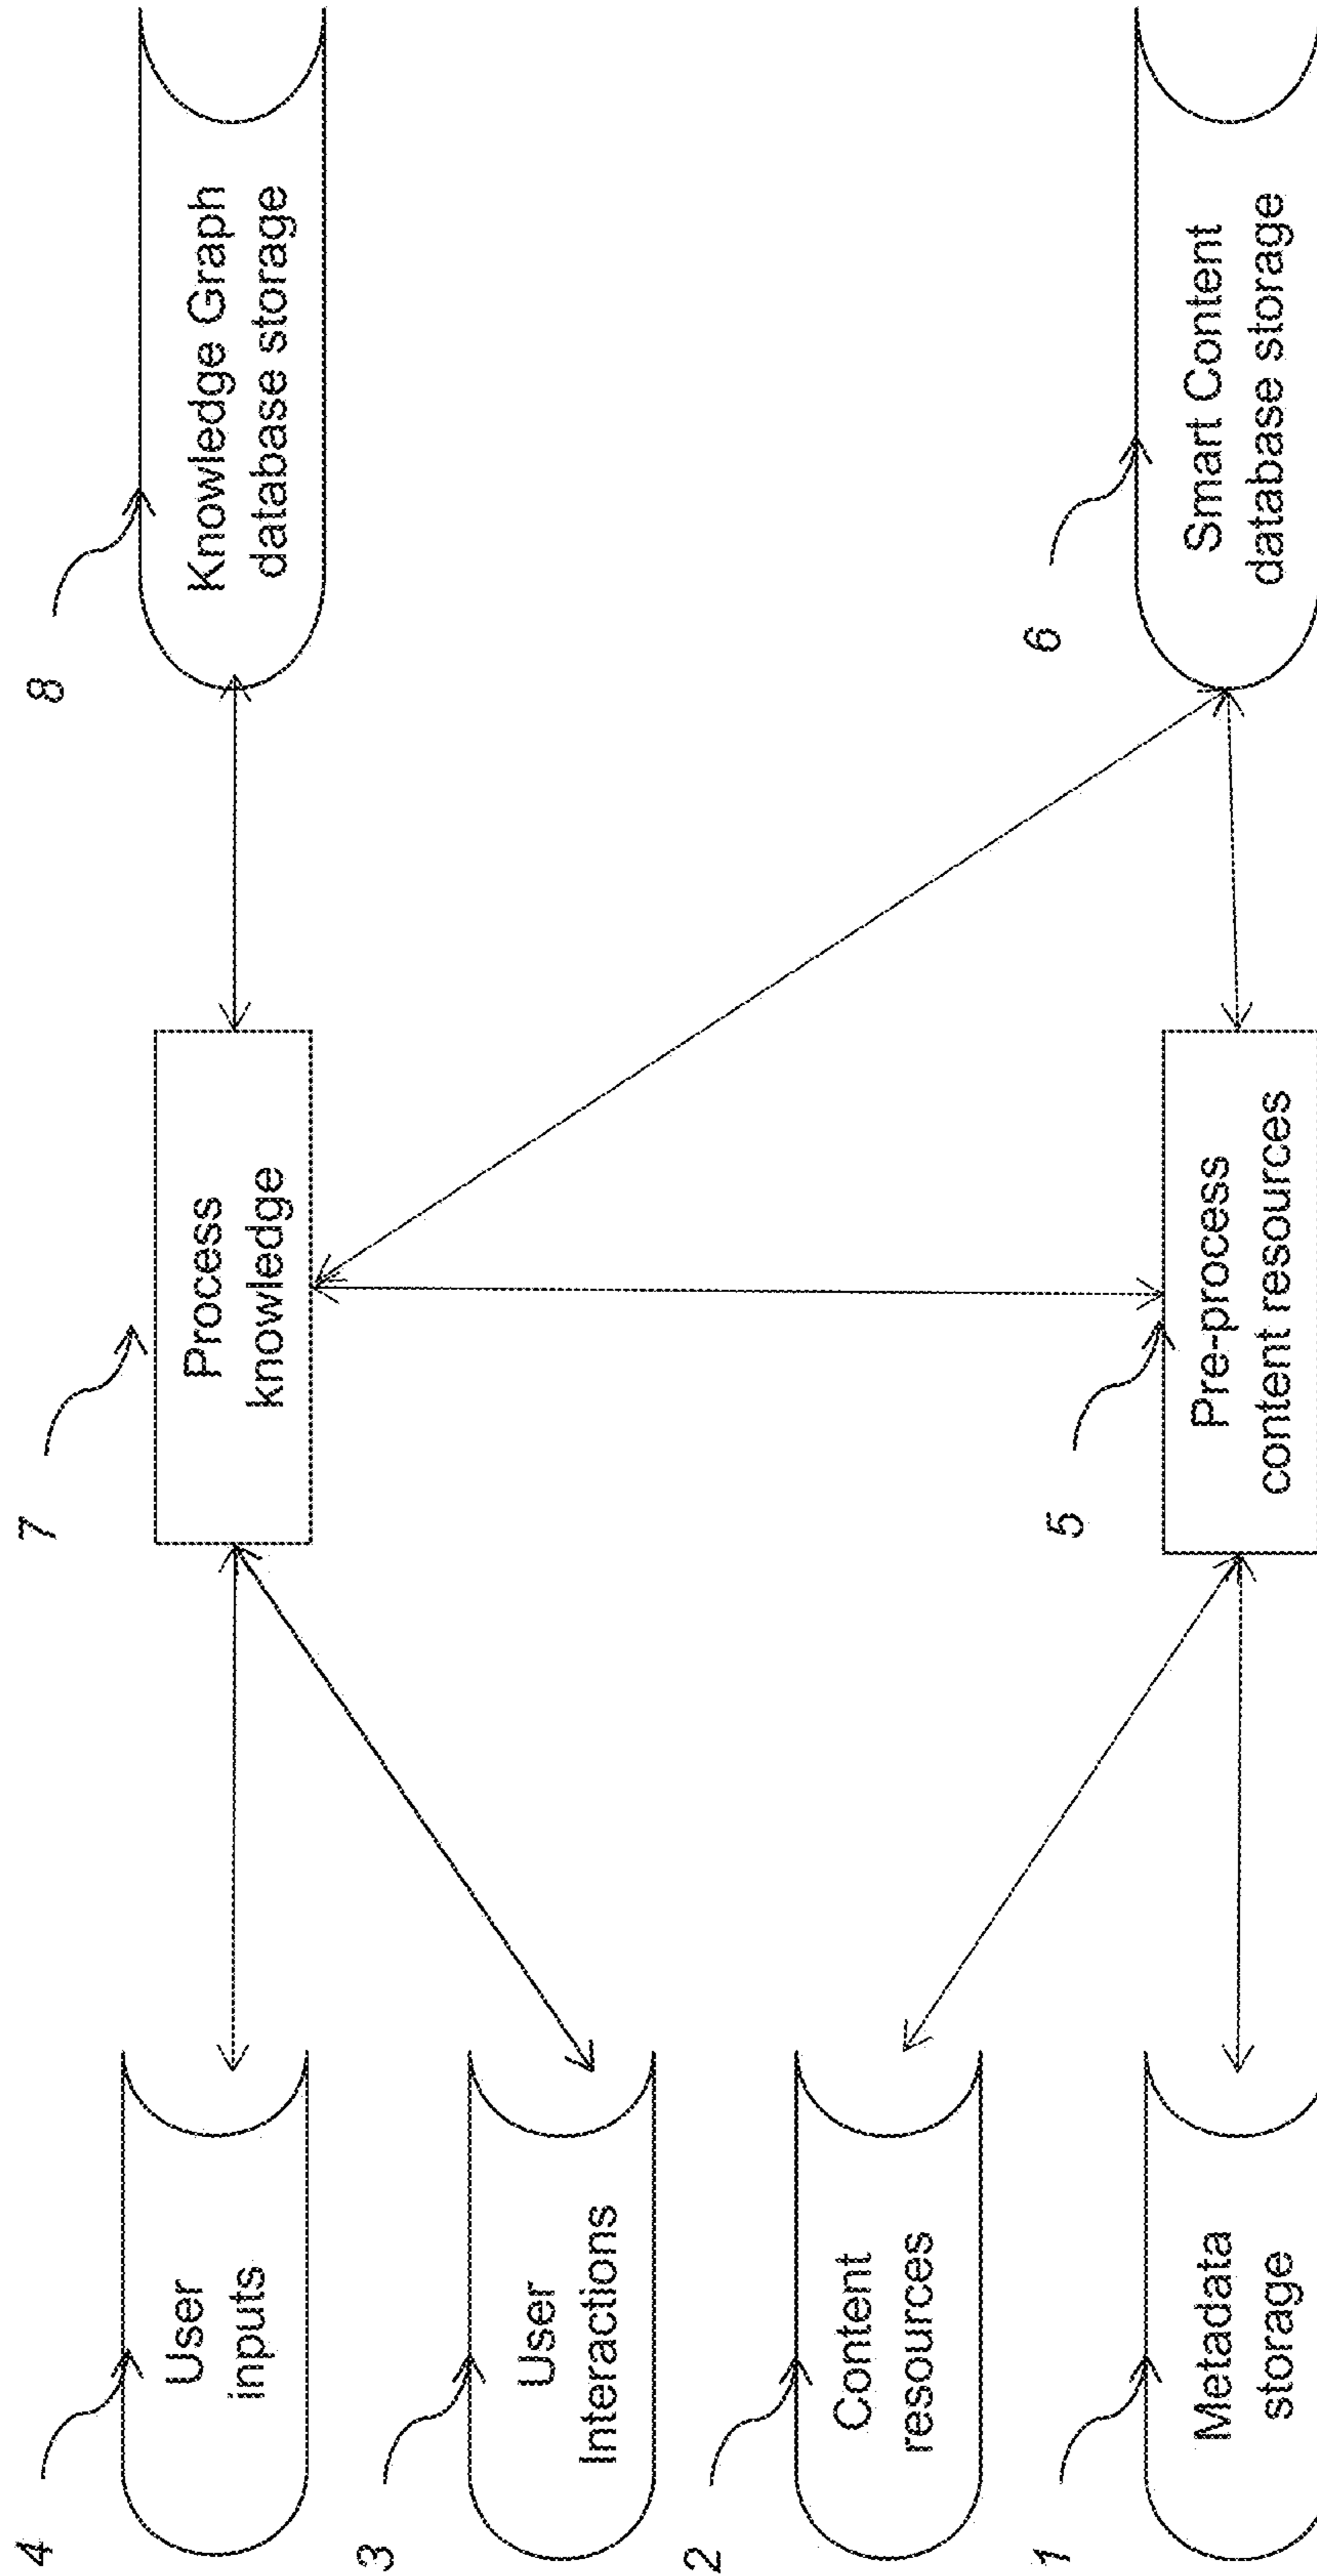 4
User
inputs
3
User
Interactions
2
Content
resources
1
Metadata
storage
7
Process
knowledge
5
Pre-process
content resources
8
Knowledge Graph
database storage
6
Smart Content
database storage